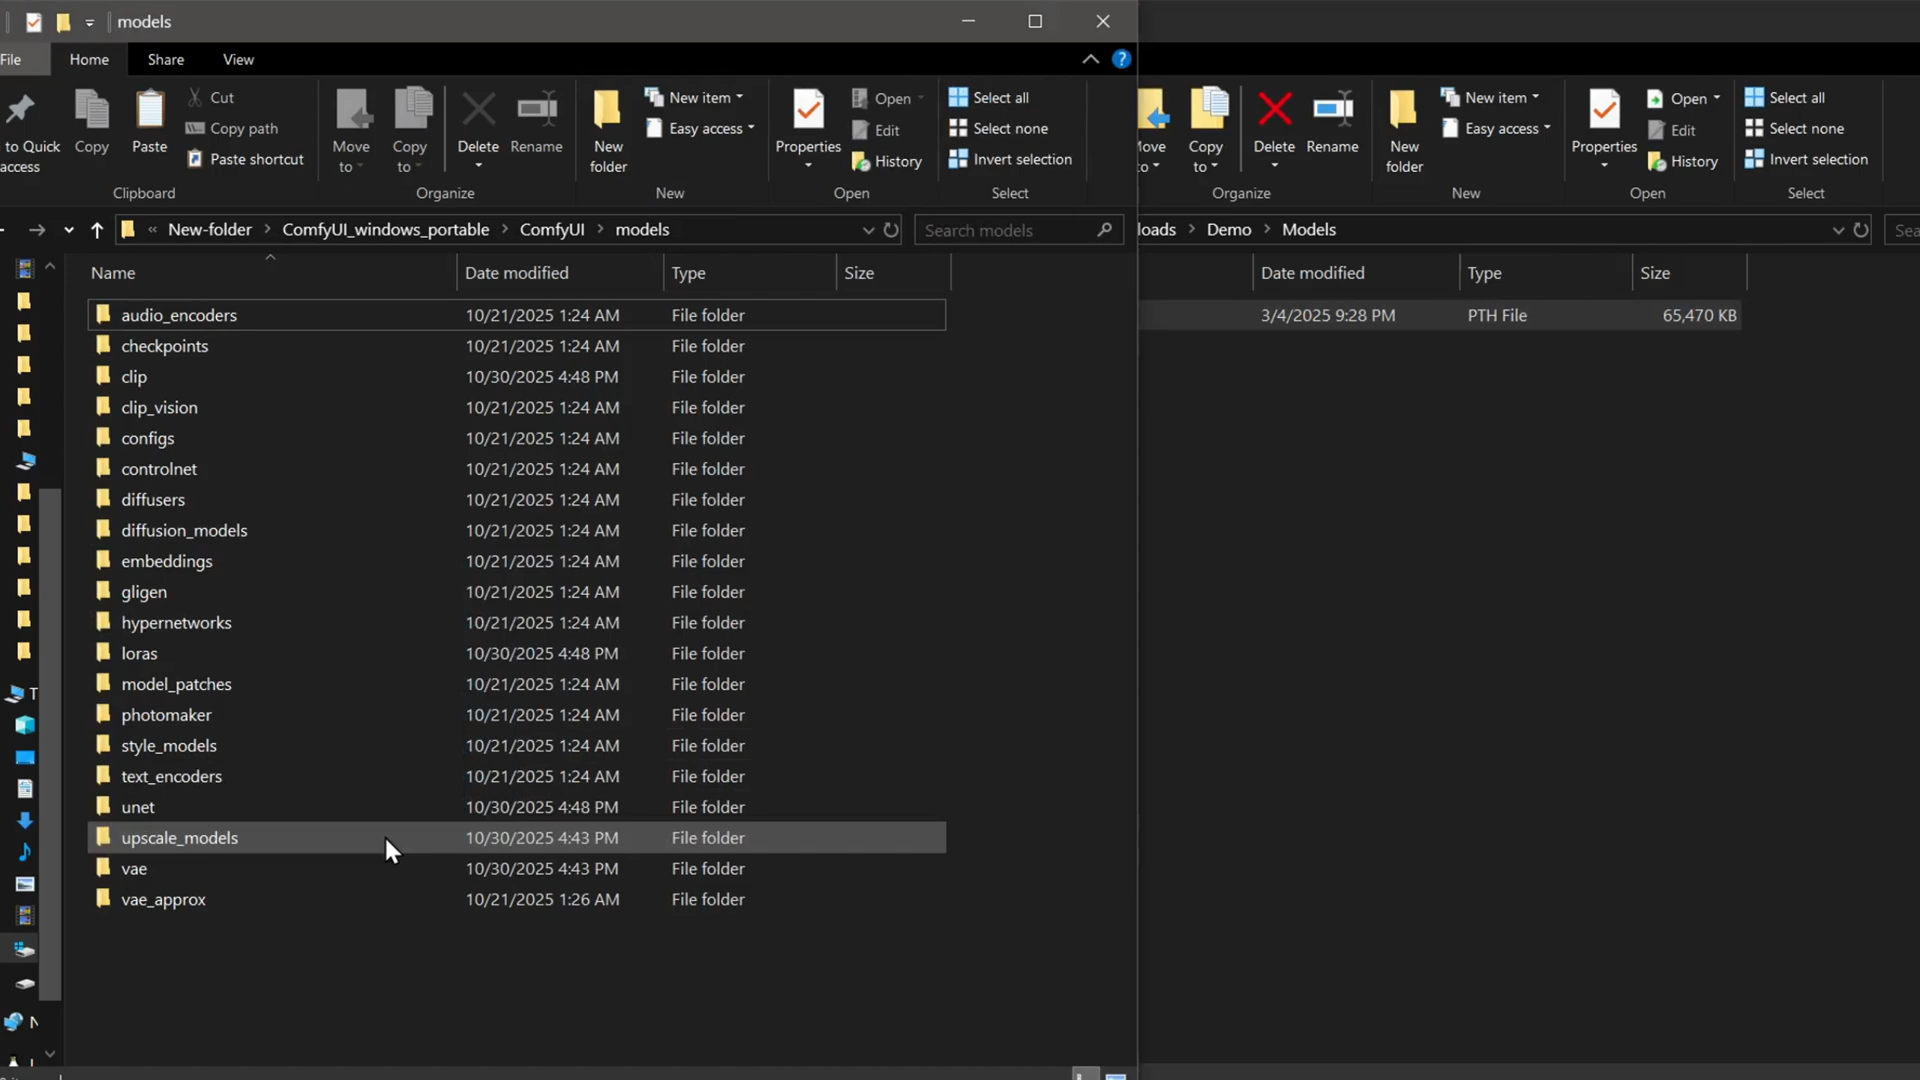 models
File Home Share View
to Quick access
Copy
Paste
Cut
Copy path
Paste shortcut
Clipboard
Move to
Copy to
Delete
Rename
Organize
New folder
New item
Easy access
New
Properties
Open
Edit
History
Open
Select all
Select none
Invert selection
Select
Copy to
Delete
Rename
Organize
New folder
New item
Easy access
New
Properties
Open
Edit
History
Open
Select all
Select none
Invert selection
Select
« New-folder > ComfyUI_windows_portable > ComfyUI > models
Search models
> Demo > Models
Name Date modified Type Size
audio_encoders 10/21/2025 1:24 AM File folder
checkpoints 10/21/2025 1:24 AM File folder
clip 10/30/2025 4:48 PM File folder
clip_vision 10/21/2025 1:24 AM File folder
configs 10/21/2025 1:24 AM File folder
controlnet 10/21/2025 1:24 AM File folder
diffusers 10/21/2025 1:24 AM File folder
diffusion_models 10/21/2025 1:24 AM File folder
embeddings 10/21/2025 1:24 AM File folder
gligen 10/21/2025 1:24 AM File folder
hypernetworks 10/21/2025 1:24 AM File folder
loras 10/30/2025 4:48 PM File folder
model_patches 10/21/2025 1:24 AM File folder
photomaker 10/21/2025 1:24 AM File folder
style_models 10/21/2025 1:24 AM File folder
text_encoders 10/21/2025 1:24 AM File folder
unet 10/30/2025 4:48 PM File folder
upscale_models 10/30/2025 4:43 PM File folder
vae 10/30/2025 4:43 PM File folder
vae_approx 10/21/2025 1:26 AM File folder
Date modified Type Size
3/4/2025 9:28 PM PTH File 65,470 KB